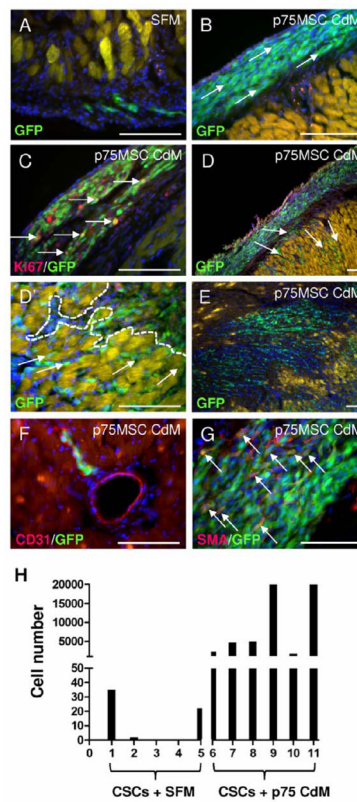 A
SFM
GFP
B
p75MSC CdM
GFP
C
p75MSC CdM
Ki67/GFP
D
p75MSC CdM
GFP
D'
GFP
E
p75MSC CdM
GFP
F
p75MSC CdM
CD31/GFP
G
p75MSC CdM
SMA/GFP
H
Cell number
20000
15000
10000
5000
50
40
30
20
10
0
0 1 2 3 4 5 6 7 8 9 10 11
CSCs + SFM
CSCs + p75 CdM